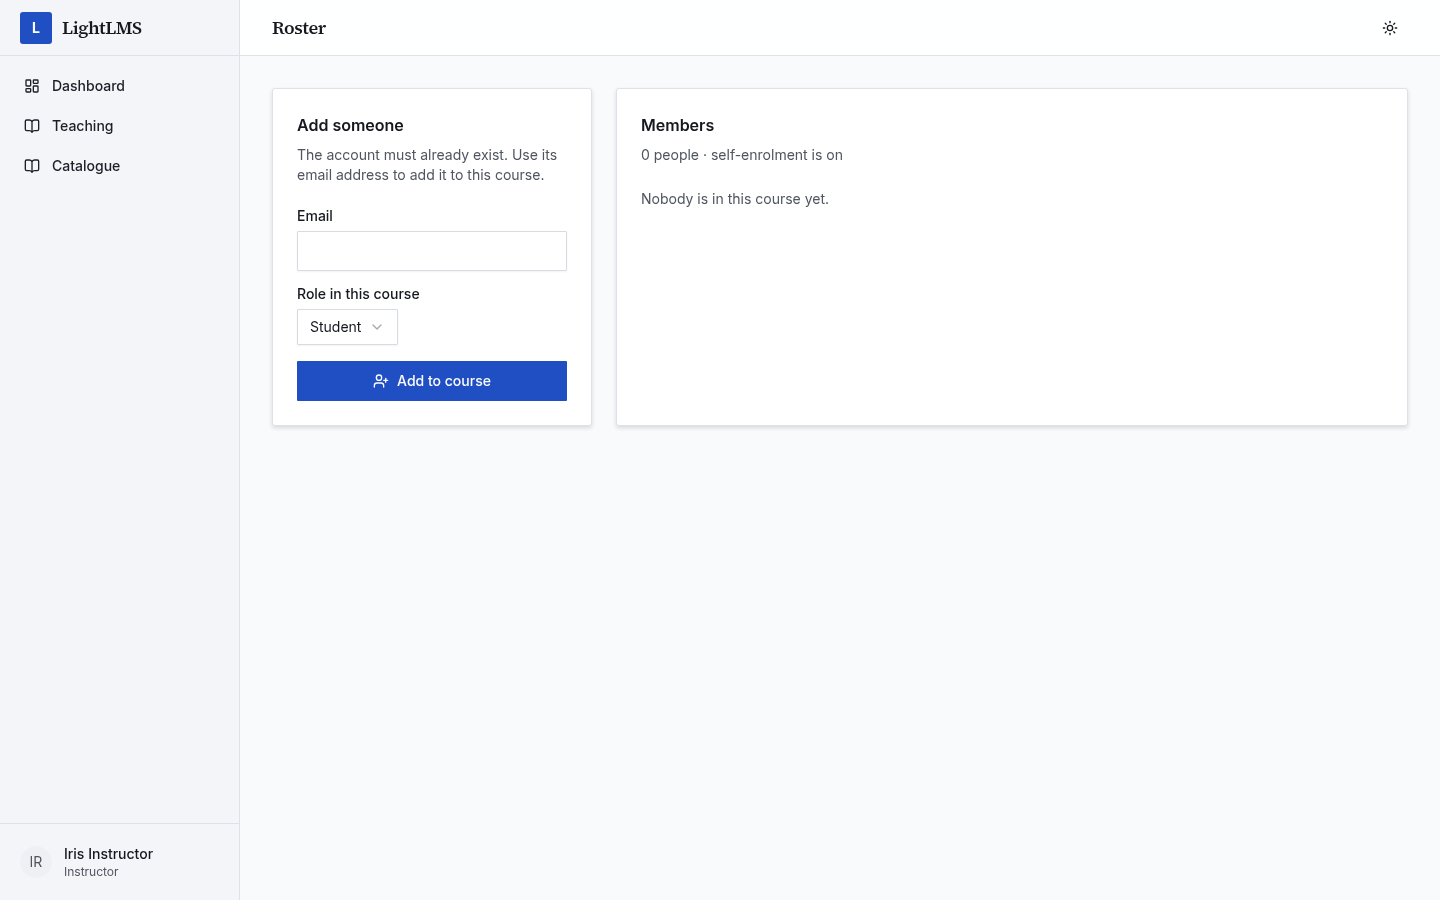 L LightLMS
Roster
Dashboard
Teaching
Catalogue
Add someone
The account must already exist. Use its
email address to add it to this course.
Email
Role in this course
Student
Add to course
Members
0 people · self-enrolment is on
Nobody is in this course yet.
IR
Iris Instructor
Instructor